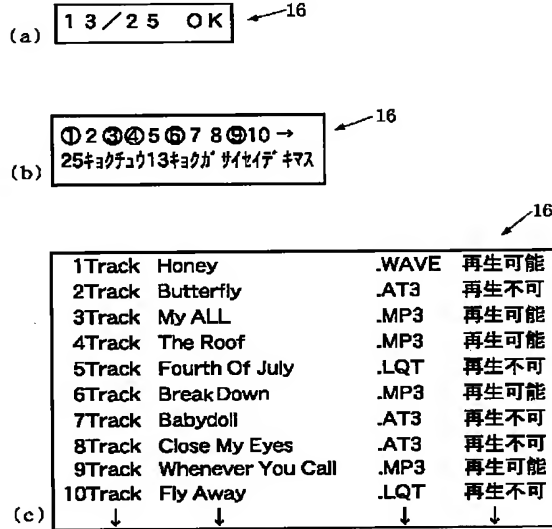 16
(a) 13/25 OK
16
①2③④5⑥7 8⑨10→
(b) 25キョクチュウ13キョクガサイセイデキマス
16
1Track Honey .WAVE 再生可能
2Track Butterfly .AT3 再生不可
3Track My ALL .MP3 再生可能
4Track The Roof .MP3 再生可能
5Track Fourth Of July .LQT 再生不可
6Track Break Down .MP3 再生可能
7Track Babydoll .AT3 再生不可
8Track Close My Eyes .AT3 再生不可
9Track Whenever You Call .MP3 再生可能
10Track Fly Away .LQT 再生不可
(c) ↓ ↓ ↓ ↓